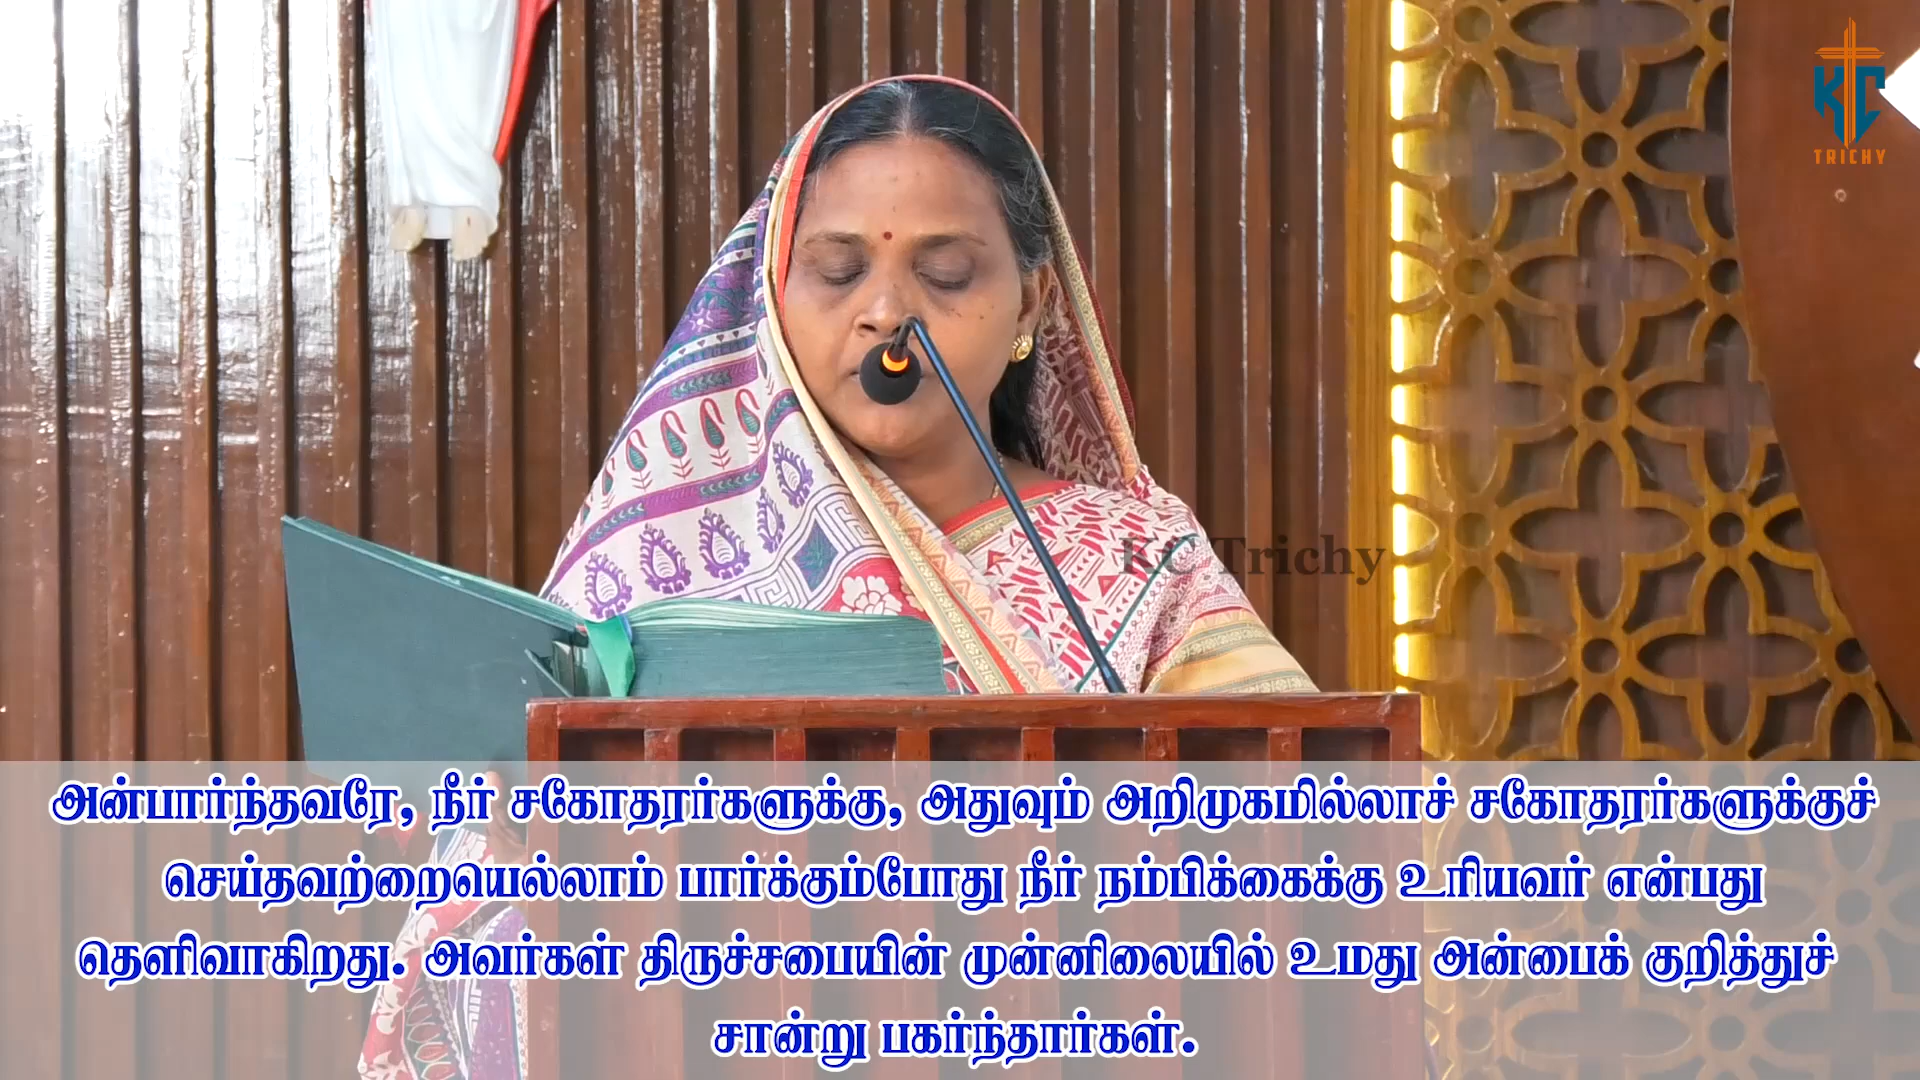 KC
TRICHY
KC Trichy
அன்பார்ந்தவரே, நீர் சகோதரர்களுக்கு, அதுவும் அறிமுகமில்லாச் சகோதரர்களுக்குச்
செய்தவற்றையெல்லாம் பார்க்கும்போது நீர் நம்பிக்கைக்கு உரியவர் என்பது
தெளிவாகிறது. அவர்கள் திருச்சபையின் முன்னிலையில் உமது அன்பைக் குறித்துச்
சான்று பகர்ந்தார்கள்.